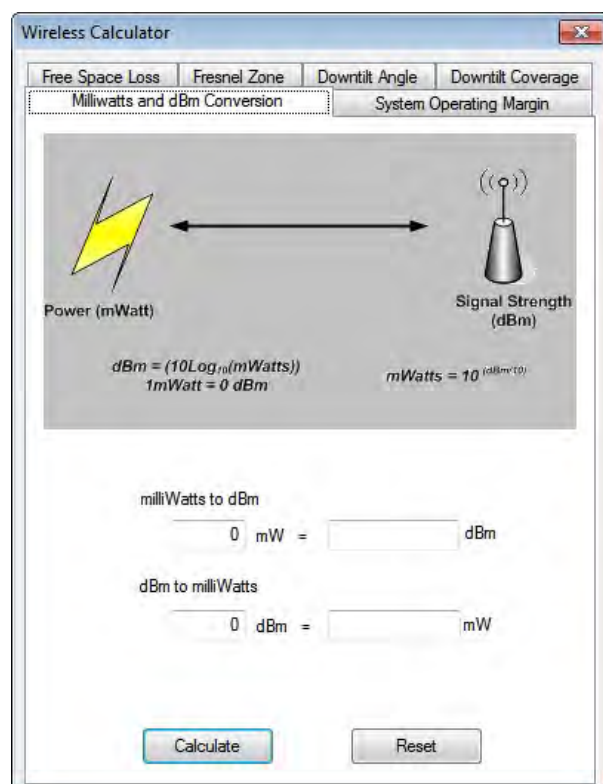 Wireless Calculator
Free Space Loss Fresnel Zone Downtilt Angle Downtilt Coverage
Milliwatts and dBm Conversion System Operating Margin
Power (mWatt)
Signal Strength
(dBm)
dBm = (10Log10(mWatts))
1mWatt = 0 dBm
mWatts = 10 (dBm/10)
milliWatts to dBm
0 mW = dBm
dBm to milliWatts
0 dBm = mW
Calculate Reset